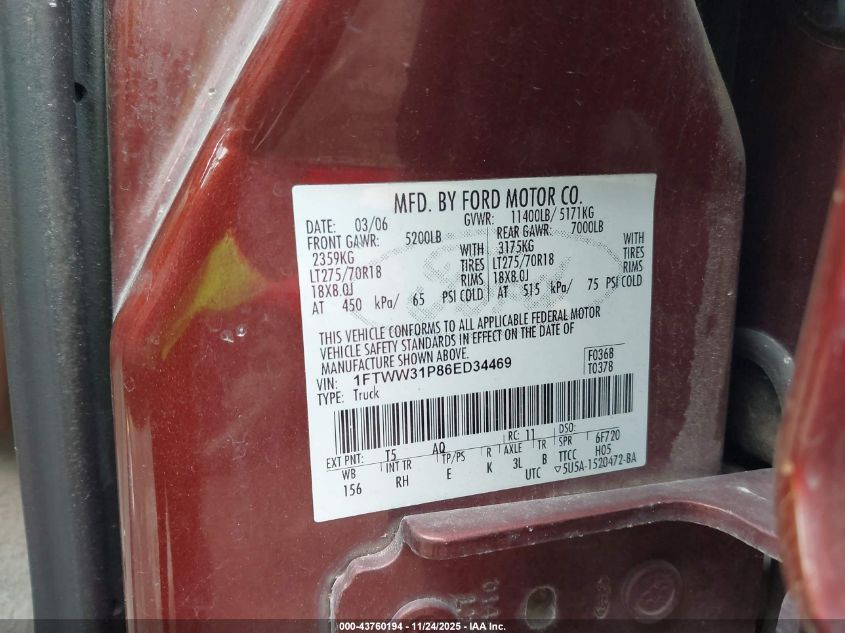 MFD. BY FORD MOTOR CO.
DATE: 03/06 GVWR: 11400LB/ 5171KG
FRONT GAWR: 5200LB REAR GAWR: 7000LB
2359KG WITH 3175KG WITH
LT275/70R18 TIRES LT275/70R18 TIRES
18X8.0J RIMS 18X8.0J RIMS
AT 450 kPa/ 65 PSI COLD AT 515 kPa/ 75 PSI COLD
THIS VEHICLE CONFORMS TO ALL APPLICABLE FEDERAL MOTOR
VEHICLE SAFETY STANDARDS IN EFFECT ON THE DATE OF
MANUFACTURE SHOWN ABOVE.
VIN: 1FTWW31P86ED34469 F0368
TYPE: Truck T0378
EXT PNT: T5 AQ RC: 11 DSO:
WB INT TR TP/PS R AXLE TR SPR 6F720
156 RH E K 3L B TTCC H05
UTC ▽5U5A-1520472-BA
000-43760194 - 11/24/2025 - IAA Inc.